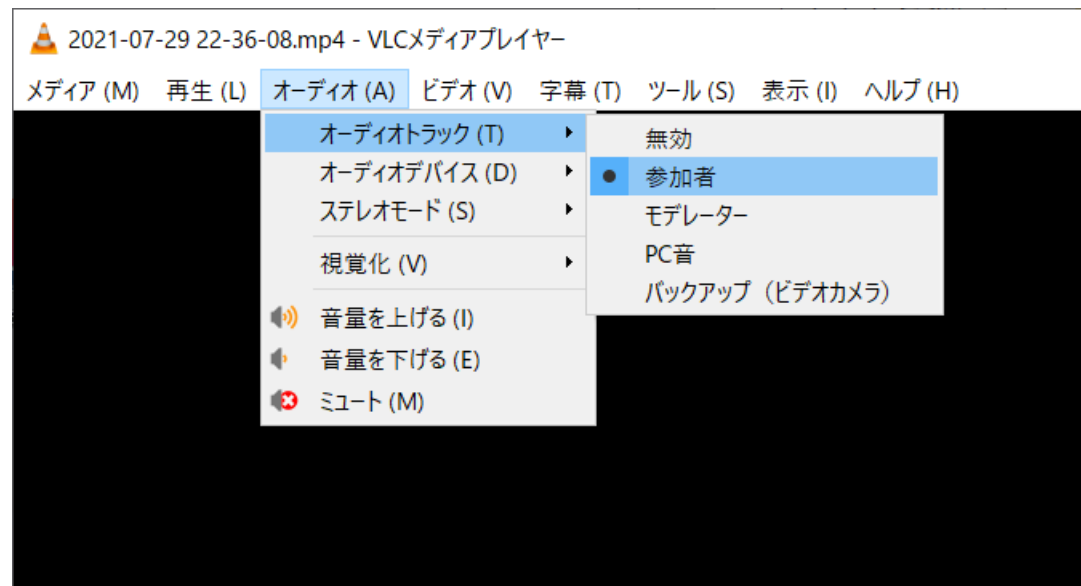 2021-07-29 22-36-08.mp4 - VLCメディアプレイヤー
メディア (M) 再生 (L) オーディオ (A) ビデオ (V) 字幕 (T) ツール (S) 表示 (I) ヘルプ (H)
オーディオトラック (T)
オーディオデバイス (D)
ステレオモード (S)
視覚化 (V)
音量を上げる (I)
音量を下げる (E)
ミュート (M)
無効
参加者
モデレーター
PC音
バックアップ（ビデオカメラ）